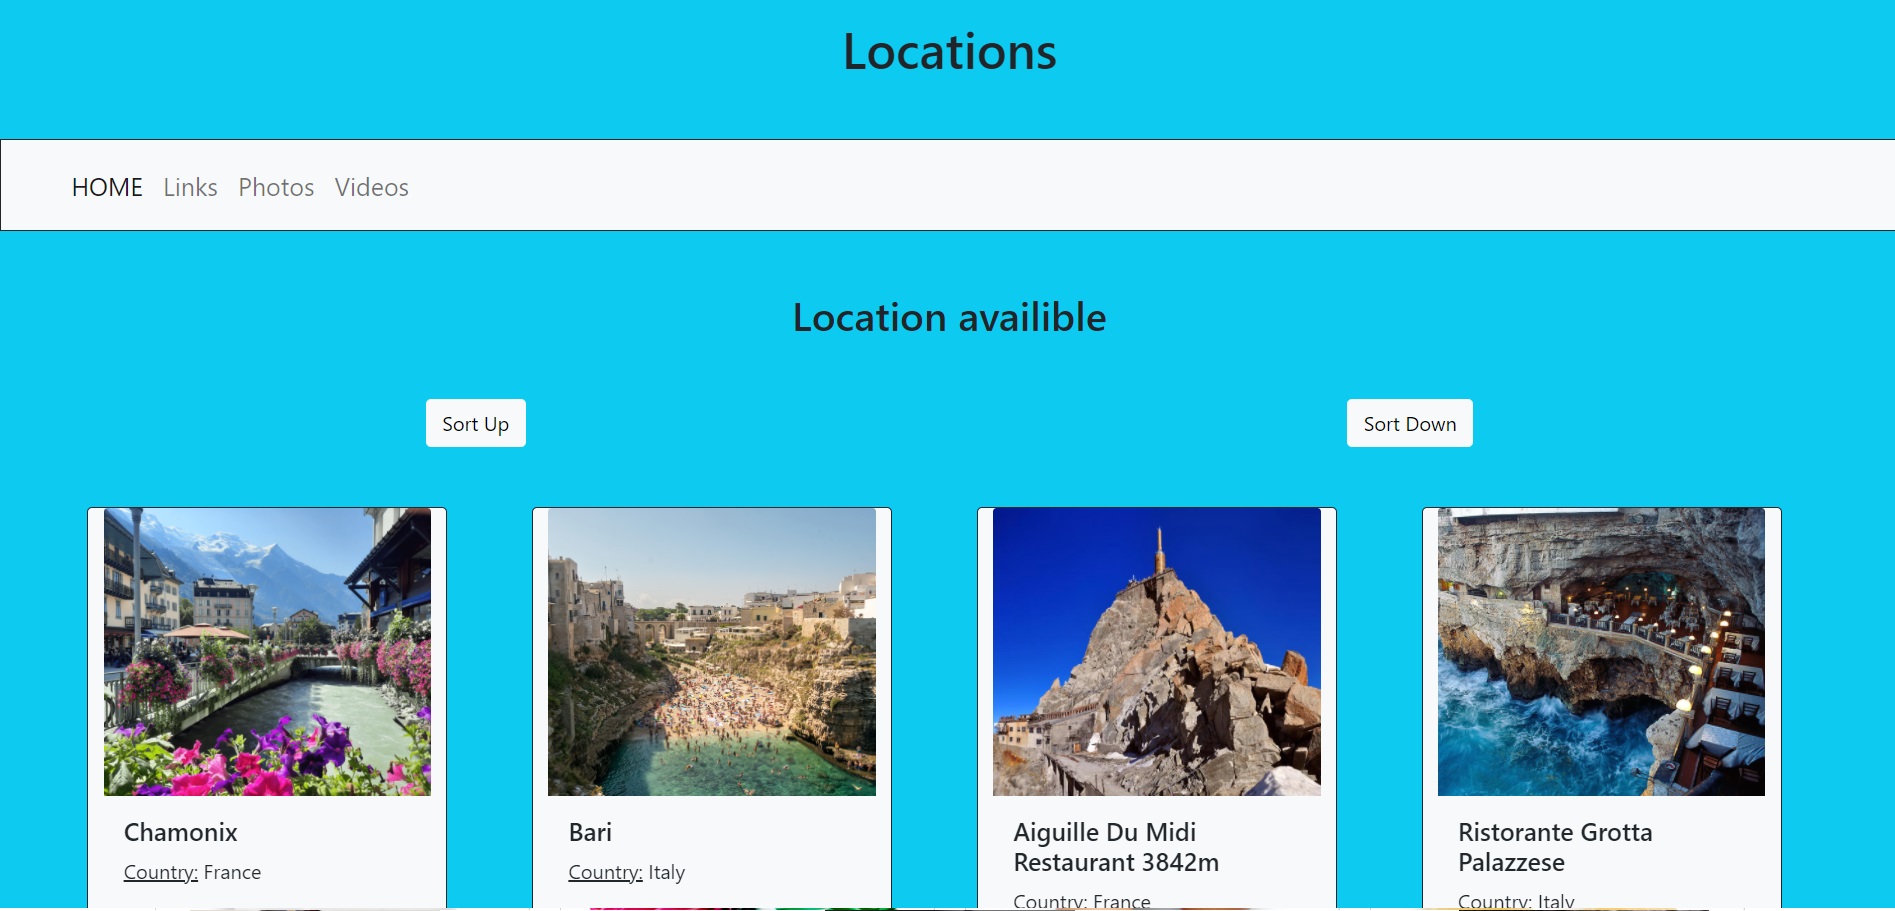 Locations
HOME Links Photos Videos
Location availible
Sort Up Sort Down
Chamonix
Country: France
Bari
Country: Italy
Aiguille Du Midi
Restaurant 3842m
Country: France
Ristorante Grotta
Palazzese
Country: Italy